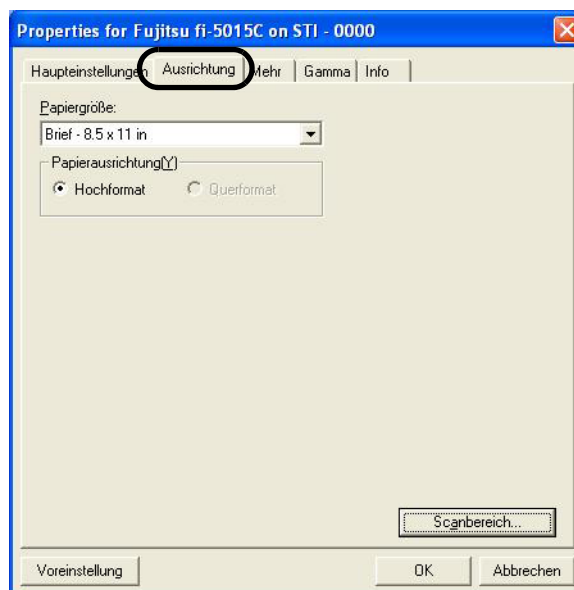 Properties for Fujitsu fi-5015C on STI - 0000
Haupteinstellungen Ausrichtung Mehr Gamma Info
Papiergröße:
Brief - 8.5 x 11 in
Papierausrichtung(Y)
Hochformat Querformat
Scanbereich...
Voreinstellung OK Abbrechen